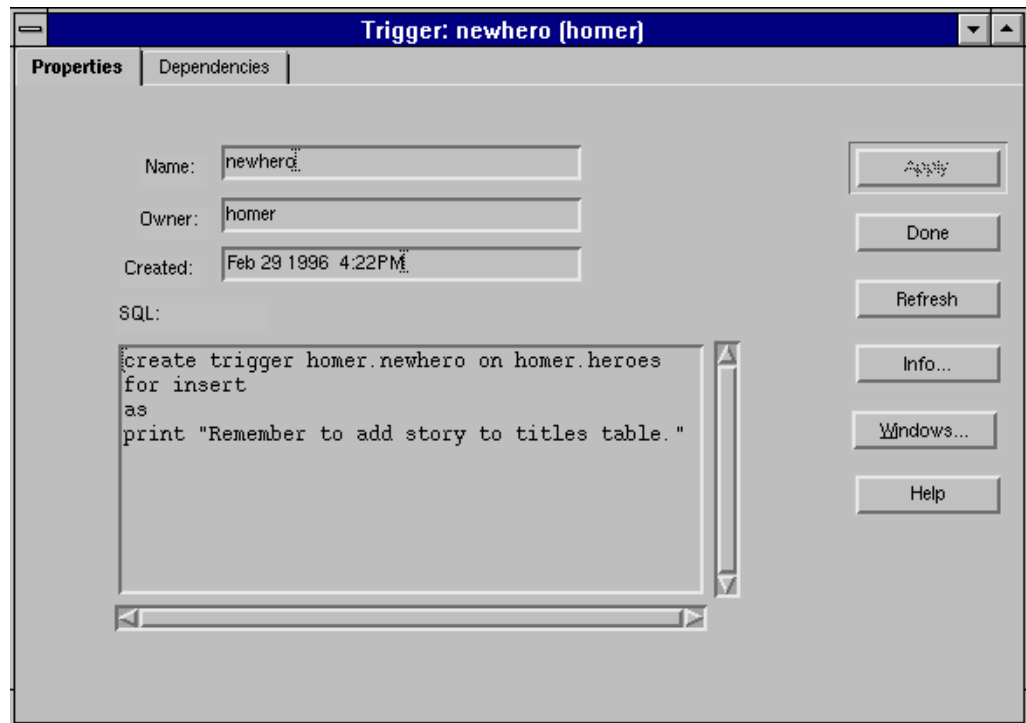 Trigger: newhero (homer)
Properties
Dependencies
Name:
newhero
Apply
Owner:
homer
Done
Created:
Feb 29 1996  4:22PM
Refresh
SQL:
create trigger homer.newhero on homer.heroes
for insert
as
print "Remember to add story to titles table."
Info...
Windows...
Help